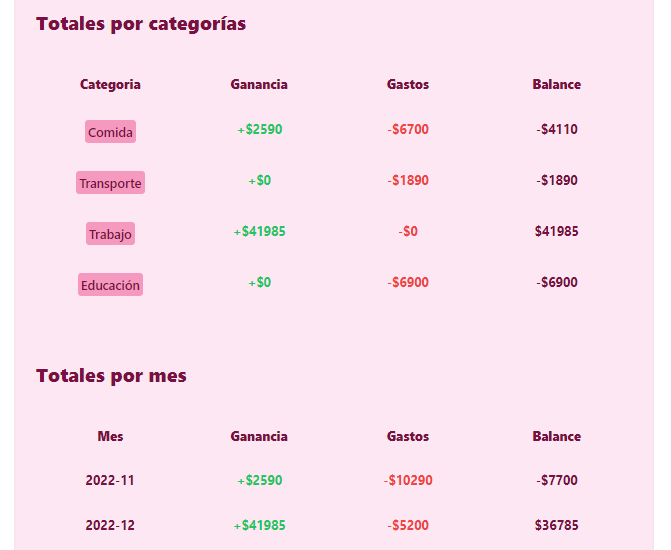 Totales por categorías
Categoria Ganancia Gastos Balance
Comida +$2590 -$6700 -$4110
Transporte +$0 -$1890 -$1890
Trabajo +$41985 -$0 $41985
Educación +$0 -$6900 -$6900
Totales por mes
Mes Ganancia Gastos Balance
2022-11 +$2590 -$10290 -$7700
2022-12 +$41985 -$5200 $36785